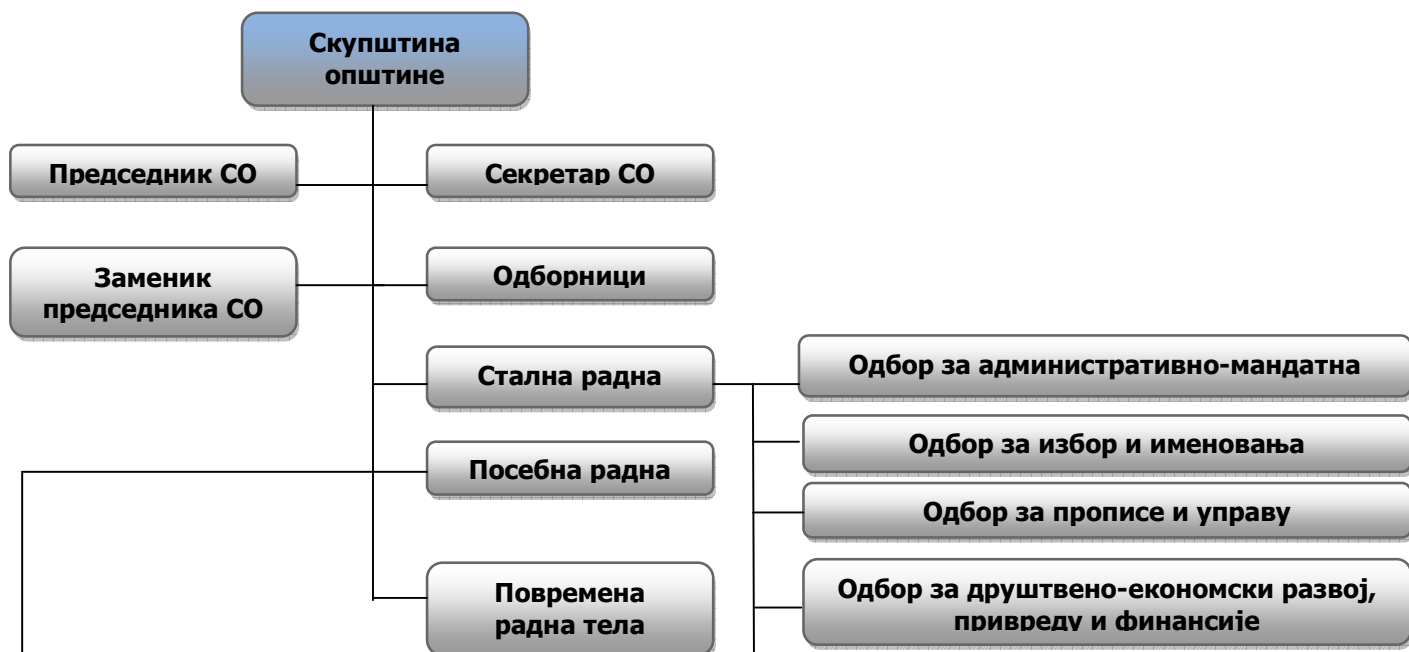 Скупштина
општине
Председник СО
Секретар СО
Заменик
председника СО
Одборници
Стална радна
Одбор за административно-мандатна
Одбор за избор и именовања
Посебна радна
Одбор за прописе и управу
Повремена
радна тела
Одбор за друштвено-економски развој,
привреду и финансије